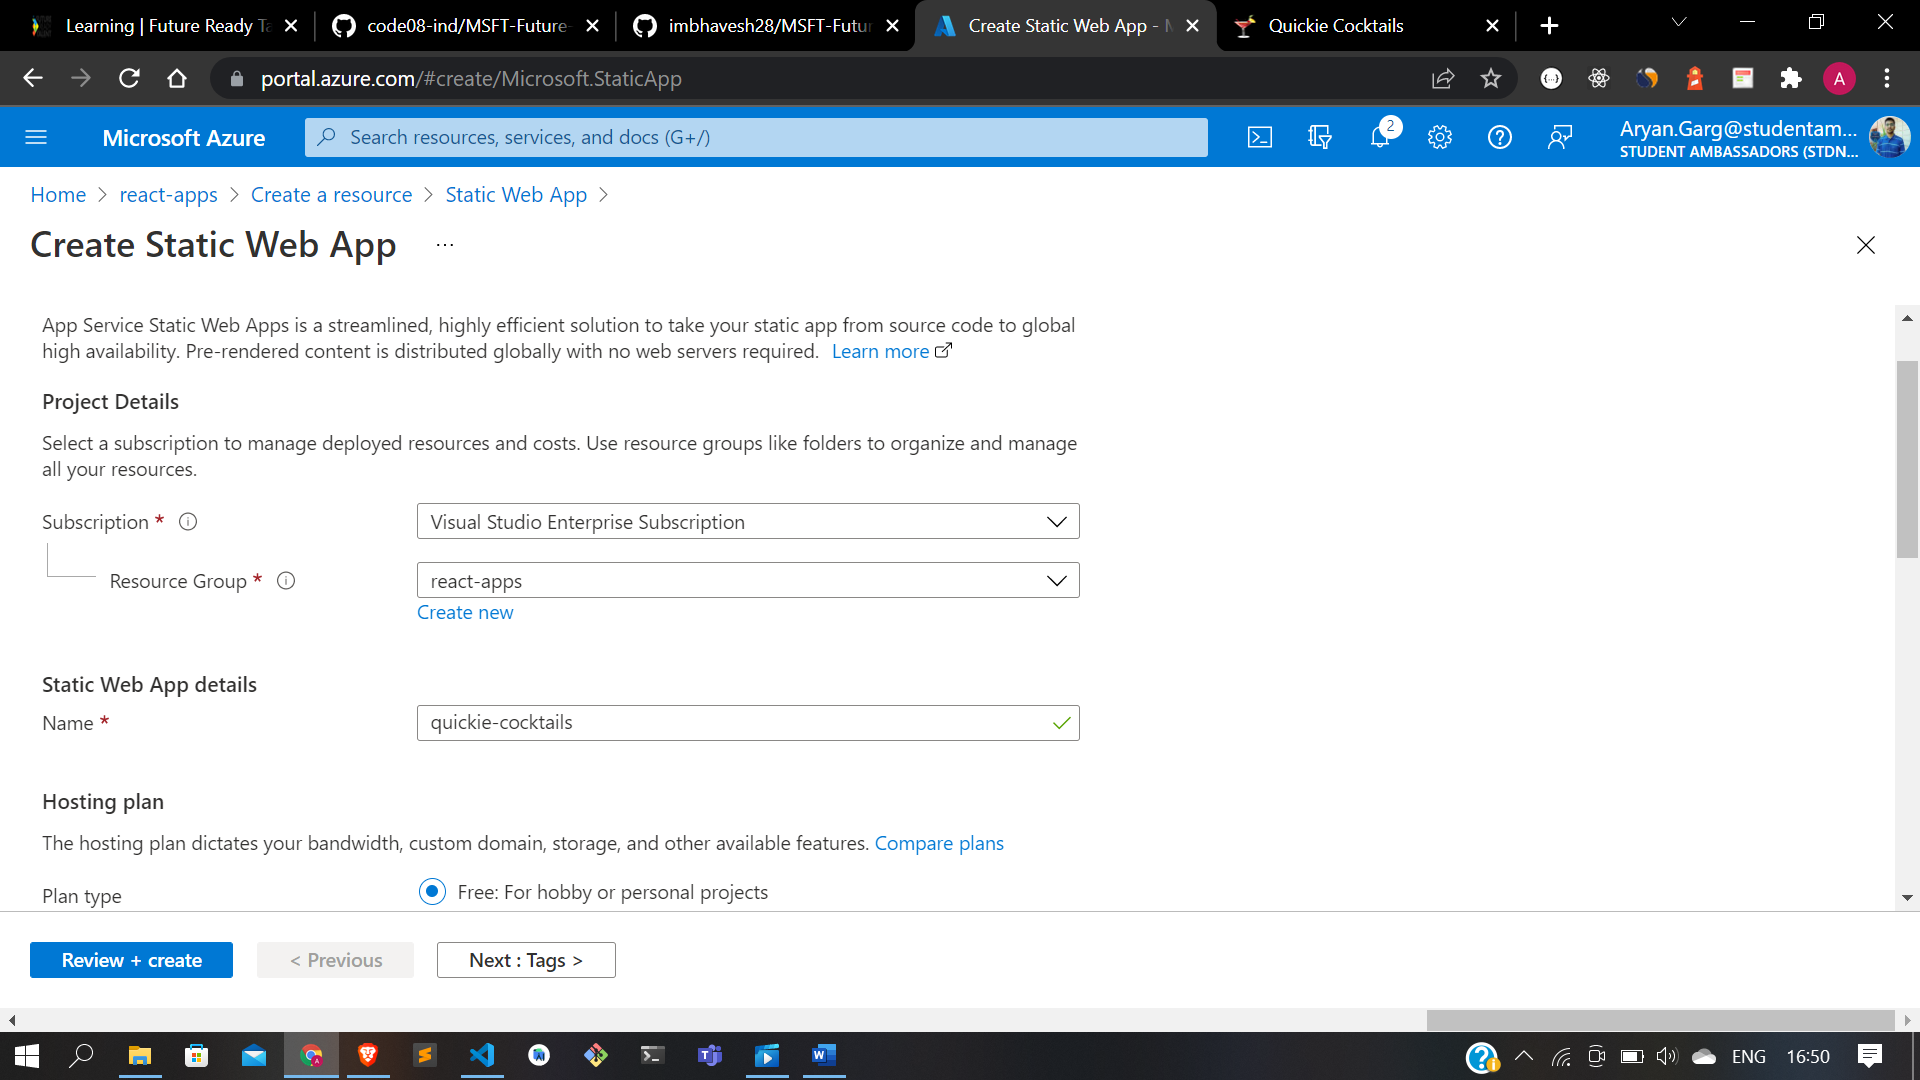 Learning | Future Ready Ta
code08-ind/MSFT-Future-
imbhavesh28/MSFT-Futur
Create Static Web App - M
Quickie Cocktails
portal.azure.com/#create/Microsoft.StaticApp
A
Microsoft Azure
Search resources, services, and docs (G+/)
2
Aryan.Garg@studentam...
STUDENT AMBASSADORS (STDN...
Home > react-apps > Create a resource > Static Web App >
Create Static Web App ...
App Service Static Web Apps is a streamlined, highly efficient solution to take your static app from source code to global
high availability. Pre-rendered content is distributed globally with no web servers required. Learn more
Project Details
Select a subscription to manage deployed resources and costs. Use resource groups like folders to organize and manage
all your resources.
Subscription *
Visual Studio Enterprise Subscription
Resource Group *
react-apps
Create new
Static Web App details
Name *
quickie-cocktails
Hosting plan
The hosting plan dictates your bandwidth, custom domain, storage, and other available features. Compare plans
Plan type
Free: For hobby or personal projects
Review + create
< Previous
Next : Tags >
ENG
16:50